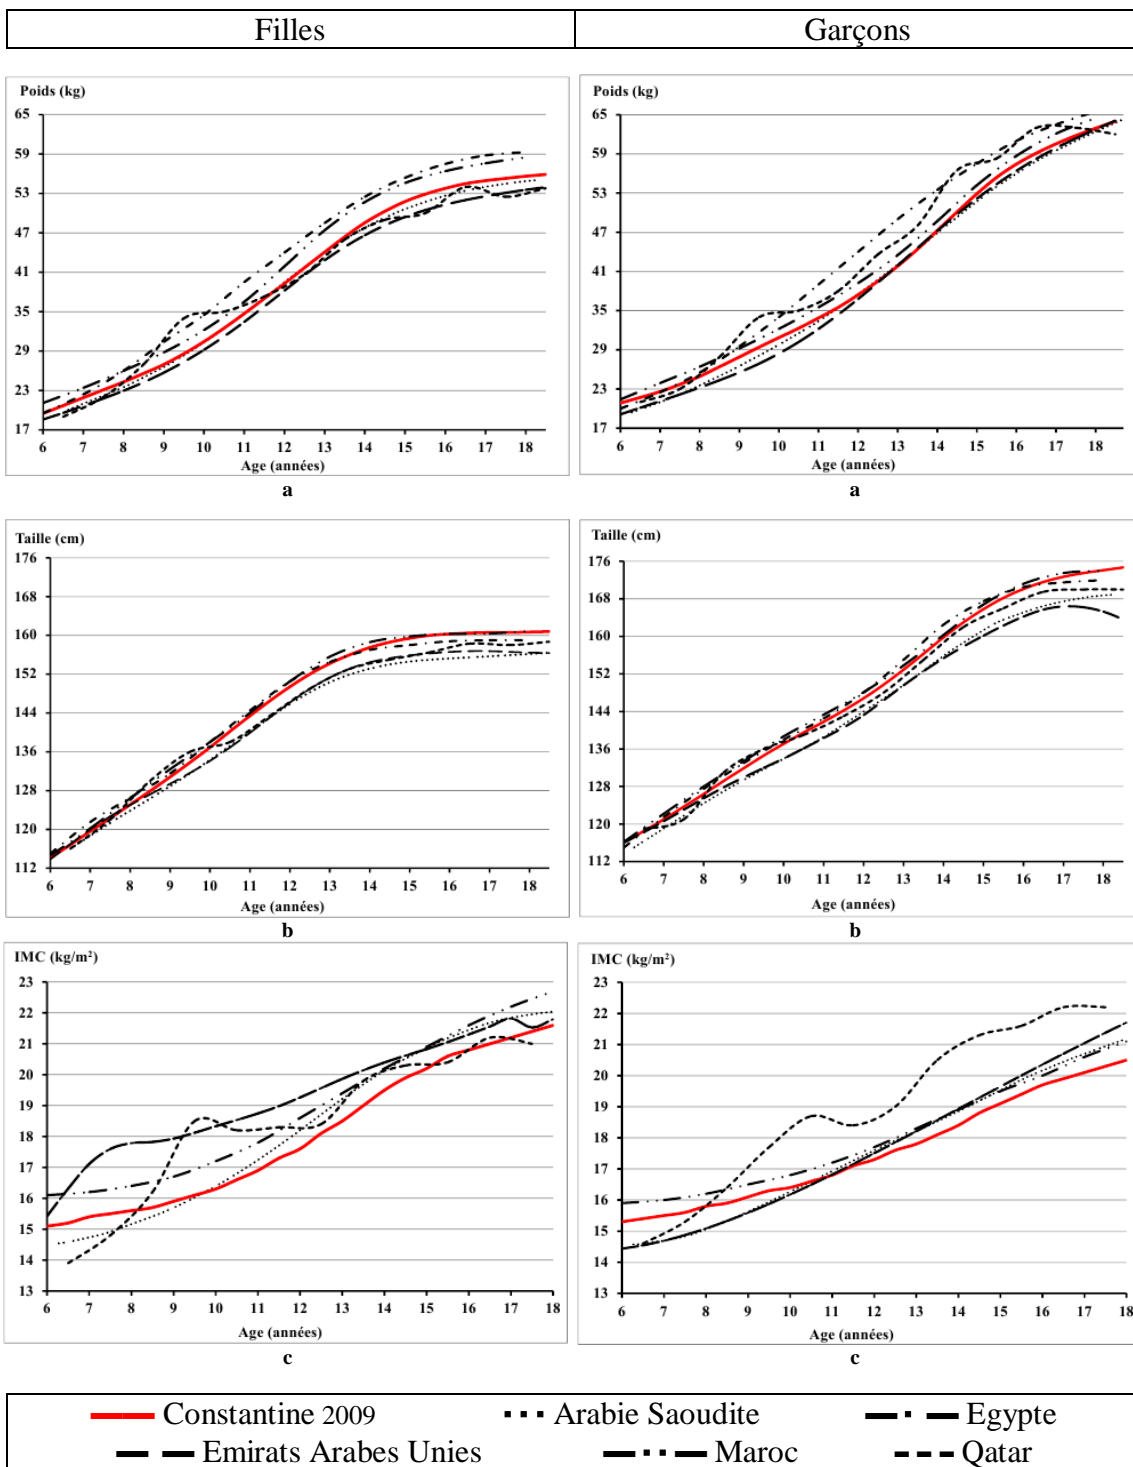 Filles Garçons
Poids (kg)
65
59
53
47
41
35
29
23
17
6 7 8 9 10 11 12 13 14 15 16 17 18
Age (années)
a
Poids (kg)
65
59
53
47
41
35
29
23
17
6 7 8 9 10 11 12 13 14 15 16 17 18
Age (années)
a
Taille (cm)
176
168
160
152
144
136
128
120
112
6 7 8 9 10 11 12 13 14 15 16 17 18
Age (années)
b
Taille (cm)
176
168
160
152
144
136
128
120
112
6 7 8 9 10 11 12 13 14 15 16 17 18
Age (années)
b
IMC (kg/m²)
23
22
21
20
19
18
17
16
15
14
13
6 7 8 9 10 11 12 13 14 15 16 17 18
Age (années)
c
IMC (kg/m²)
23
22
21
20
19
18
17
16
15
14
13
6 7 8 9 10 11 12 13 14 15 16 17 18
Age (années)
c
Constantine 2009 Arabie Saoudite Egypte
Emirats Arabes Unies Maroc Qatar